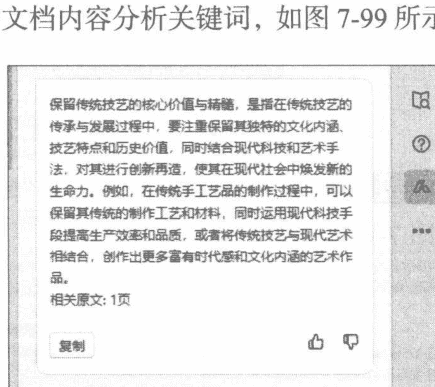 文档内容分析关键词，如图 7-99 所示
保留传统技艺的核心价值与精髓，是指在传统技艺的
传承与发展过程中，要注重保留其独特的文化内涵、
技艺特点和历史价值，同时结合现代科技和艺术手
法，对其进行创新再造，使其在现代社会中焕发新的
生命力。例如，在传统手工艺品的制作过程中，可以
保留其传统的制作工艺和材料，同时运用现代科技手
段提高生产效率和品质，或者将传统技艺与现代艺术
相结合，创作出更多富有时代感和文化内涵的艺术作
品。
相关原文: 1页
复制